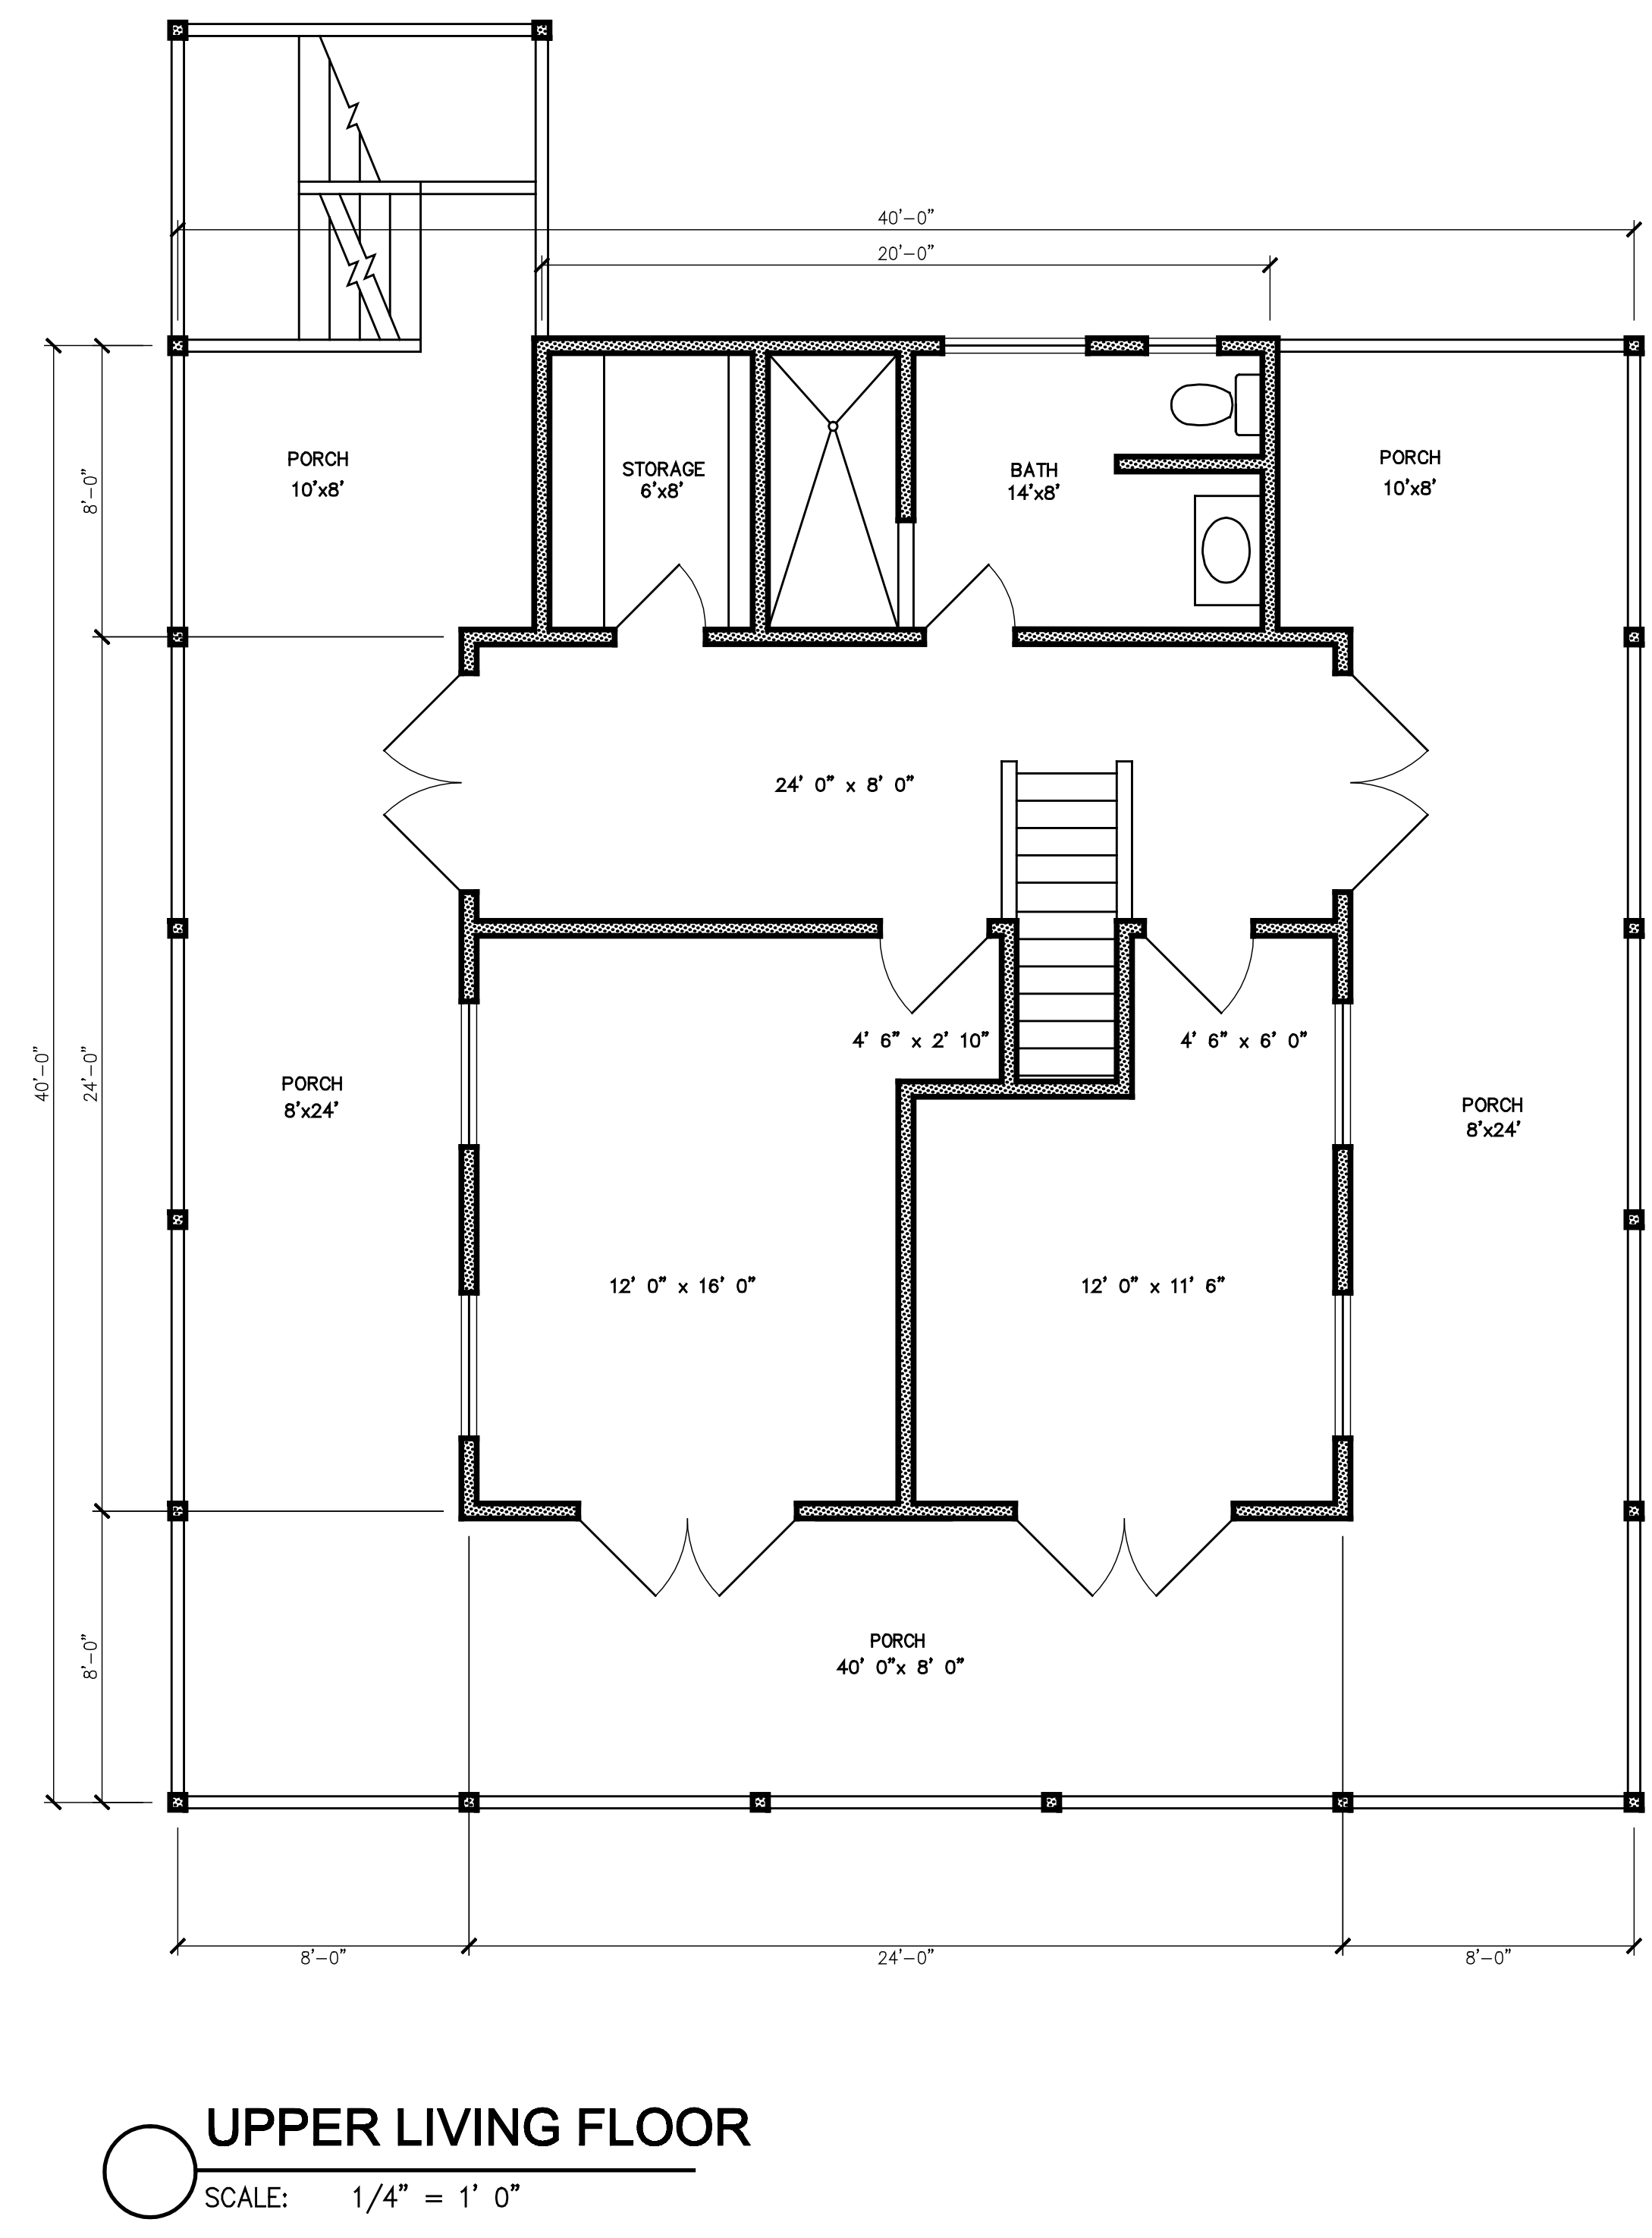 40'-0"
20'-0"
PORCH
10'x8'
STORAGE
6'x8'
BATH
14'x8'
PORCH
10'x8'
8'-0"
24' 0" x 8' 0"
40'-0"
24'-0"
4' 6" x 2' 10"
4' 6" x 6' 0"
PORCH
8'x24'
PORCH
8'x24'
12' 0" x 16' 0"
12' 0" x 11' 6"
8'-0"
PORCH
40' 0"x 8' 0"
8'-0"
24'-0"
8'-0"
UPPER LIVING FLOOR
SCALE: 1/4" = 1' 0"